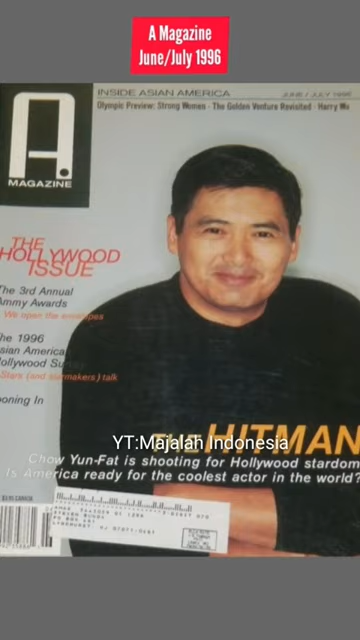 A Magazine
June/July 1996
INSIDE ASIAN AMERICA
JUNE / JULY 1996
Olympic Preview: Strong Women · The Golden Venture Revisited · Harry Wu
A.
MAGAZINE
THE
HOLLYWOOD
ISSUE
The 3rd Annual
Ammy Awards
We open the envelopes
he 1996
sian America
ollywood Su
Stars (and starmakers) talk
oning In
THE HITMAN
YT:Majalah Indonesia
Chow Yun-Fat is shooting for Hollywood stardom
Is America ready for the coolest actor in the world?